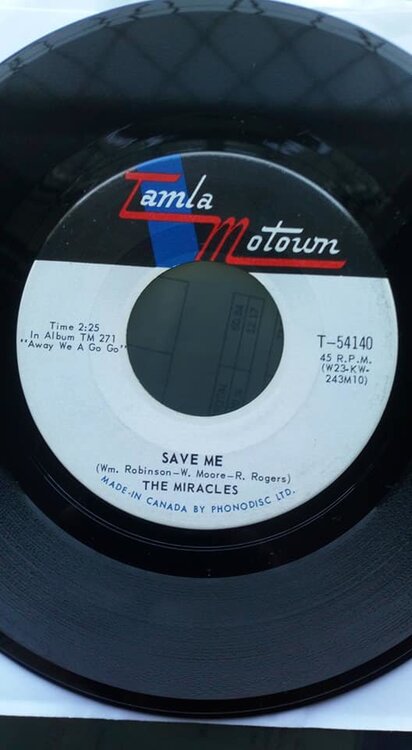 Tamla
Motown
Time 2:25
In Album TM 271
"Away We A Go Go"
T-54140
45 R.P.M.
(W23-KW-
243M10)
SAVE ME
(Wm. Robinson-W. Moore-R. Rogers)
THE MIRACLES
MADE-IN CANADA BY PHONODISC LTD.